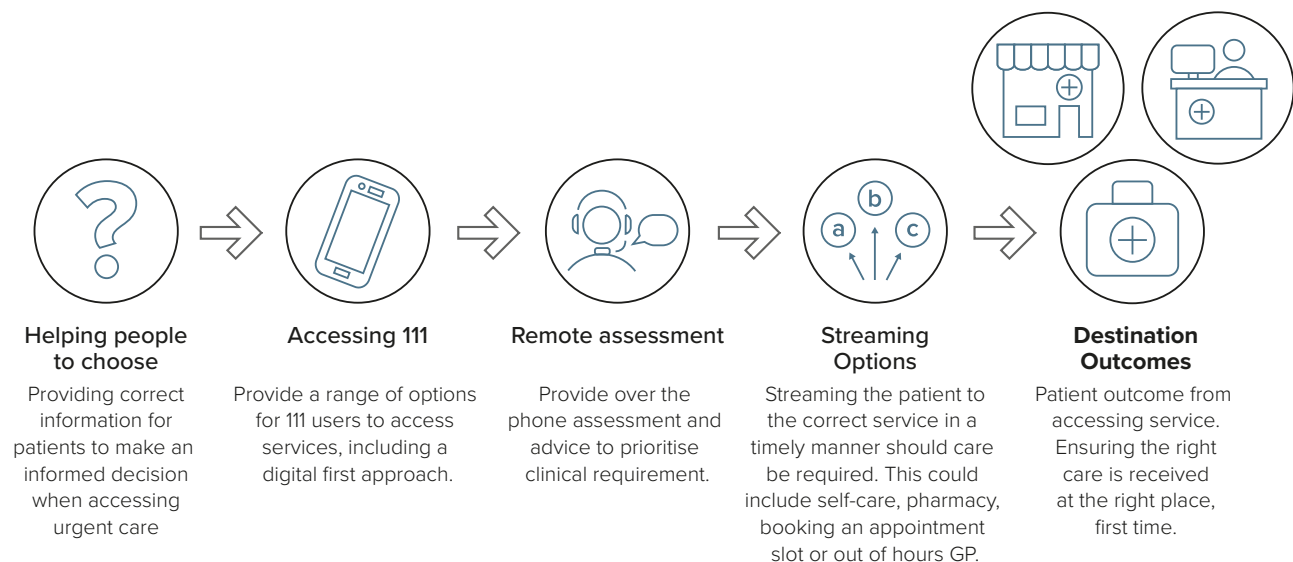 a
b
c
Helping people
to choose
Providing correct
information for
patients to make an
informed decision
when accessing
urgent care
Accessing 111
Provide a range of options
for 111 users to access
services, including a
digital first approach.
Remote assessment
Provide over the
phone assessment and
advice to prioritise
clinical requirement.
Streaming
Options
Streaming the patient to
the correct service in a
timely manner should care
be required. This could
include self-care, pharmacy,
booking an appointment
slot or out of hours GP.
Destination
Outcomes
Patient outcome from
accessing service.
Ensuring the right
care is received
at the right place,
first time.